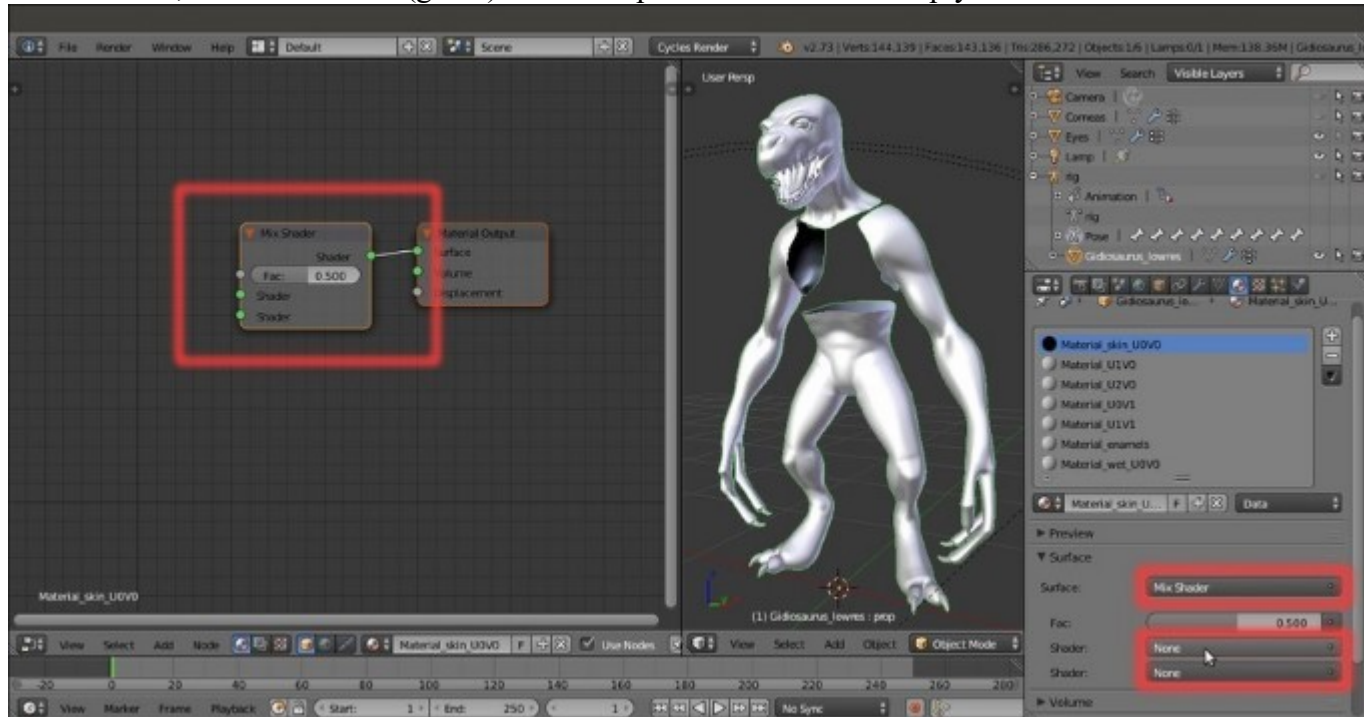 File Render Window Help Default Scene Cycles Render v2.73 | Verts:144,139 | Faces:143,136 | Tris:286,272 | Objects:1/6 | Lamps:0/1 | Mem:138.36M | Gidiosaurus_l
User Persp
View Search Visible Layers
Camera
Corneas
Eyes
Lamp
rig
Animation
rig
Pose
Gidiosaurus_lowres
Mix Shader
Shader
Fac: 0.500
Shader
Shader
Material Output
Surface
Volume
Displacement
Gidiosaurus_lo... Material_skin_U...
Material_skin_U0V0
Material_U1V0
Material_U2V0
Material_U0V1
Material_U1V1
Material_enamels
Material_wet_U0V0
Material_skin_U... F Data
Preview
Surface
Surface: Mix Shader
Fac: 0.500
Shader: None
Shader: None
Volume
Material_skin_U0V0
(1) Gidiosaurus_lowres : prop
View Select Add Node Material_skin_U0V0 F Use Nodes
View Select Add Object Object Mode
-20 0 20 40 60 80 100 120 140 160 180 200 220 240 260 280
View Marker Frame Playback Start: 1 End: 250 1 No Sync